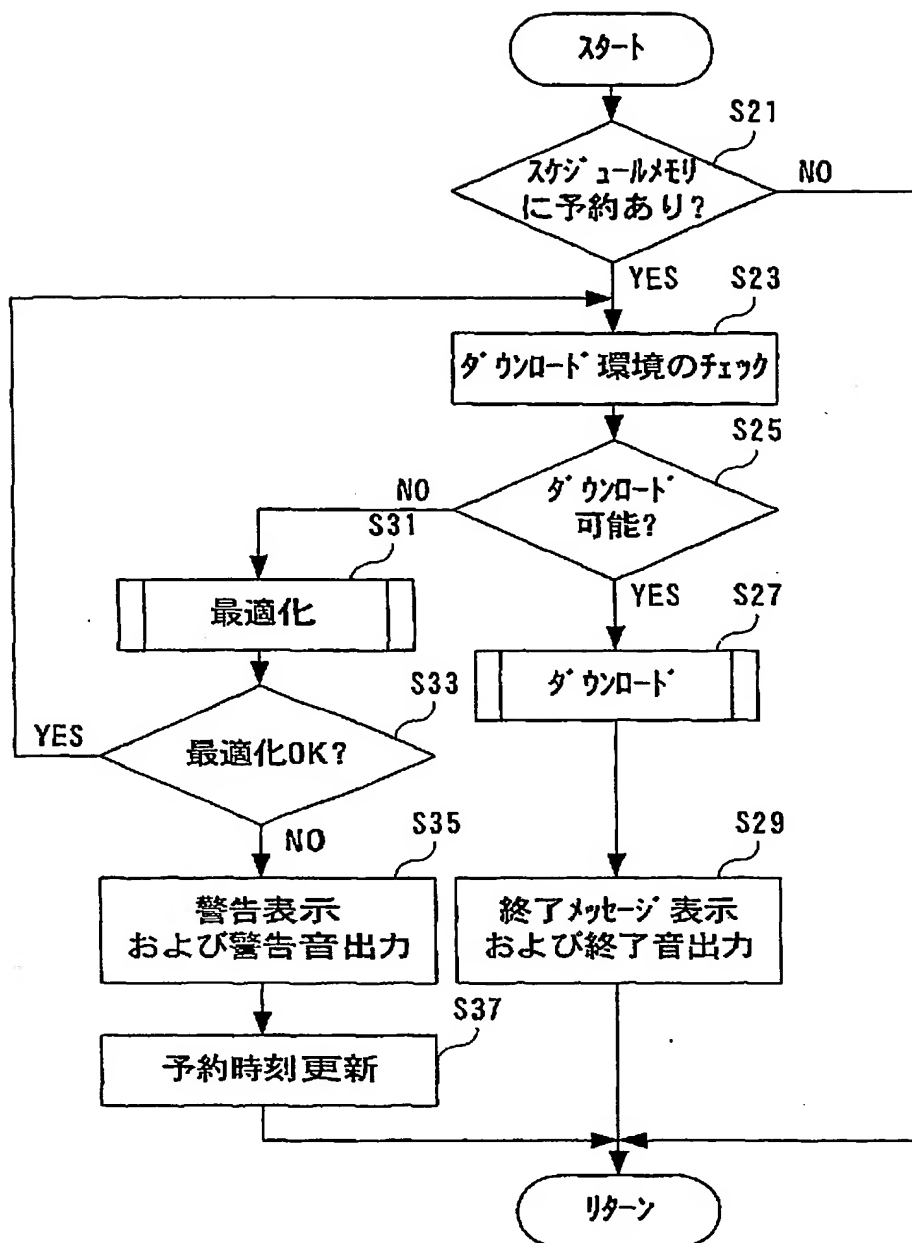 スタート
S21
スケジュールメモリ
に予約あり?
NO
YES
S23
ダウンロード環境のチェック
S25
ダウンロード
可能?
NO
YES
S31
最適化
S27
ダウンロード
S33
最適化OK?
YES
NO
S35
警告表示
および警告音出力
S29
終了メッセージ表示
および終了音出力
S37
予約時刻更新
リターン